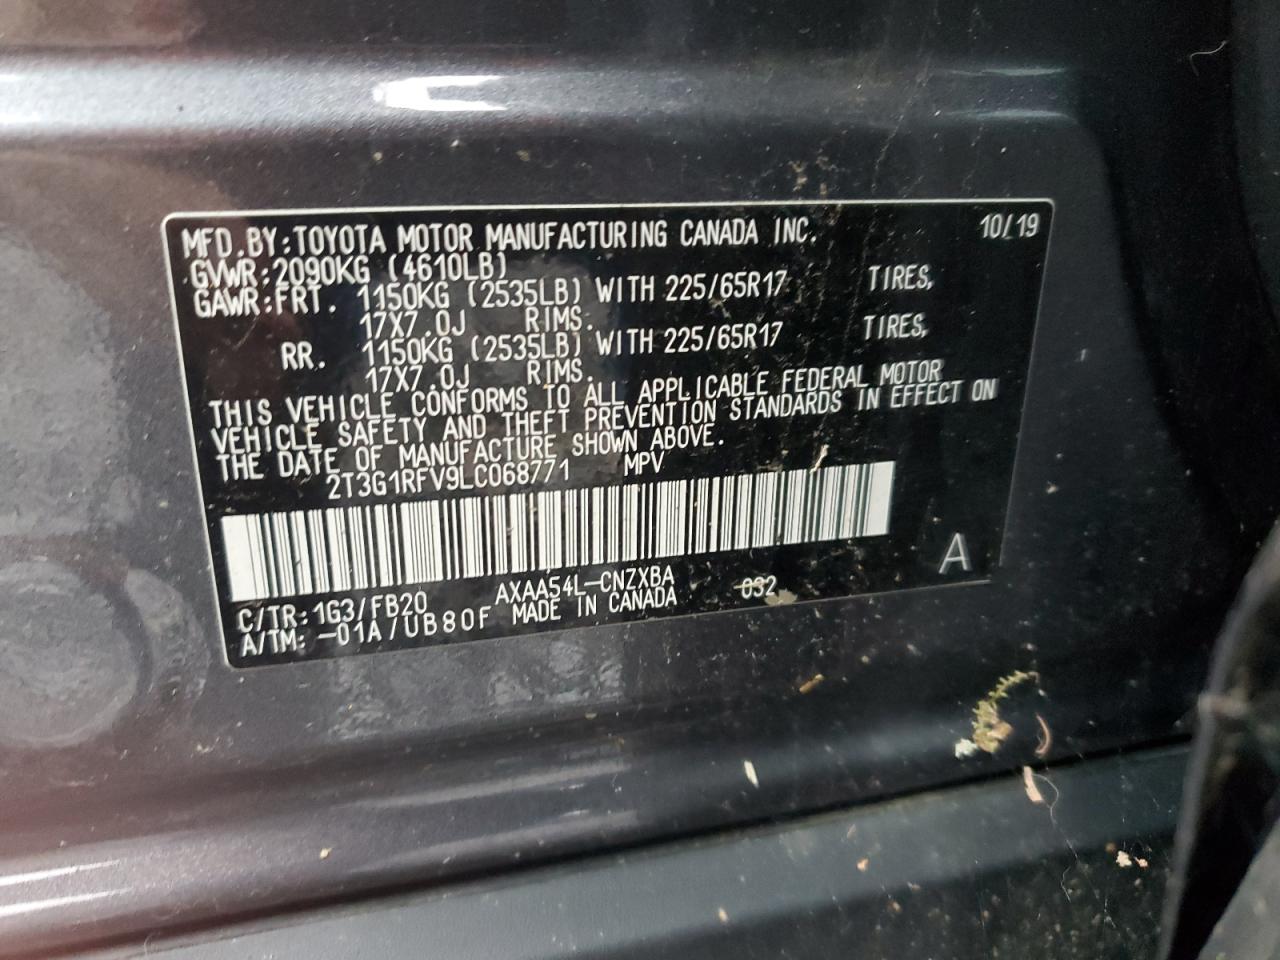 MFD.BY:TOYOTA MOTOR MANUFACTURING CANADA INC. 10/19
GVWR:2090KG (4610LB)
GAWR:FRT. 1150KG (2535LB) WITH 225/65R17 TIRES,
17X7.0J RIMS.
RR. 1150KG (2535LB) WITH 225/65R17 TIRES,
17X7.0J RIMS.
THIS VEHICLE CONFORMS TO ALL APPLICABLE FEDERAL MOTOR
VEHICLE SAFETY AND THEFT PREVENTION STANDARDS IN EFFECT ON
THE DATE OF MANUFACTURE SHOWN ABOVE.
2T3G1RFV9LC068771 MPV
C/TR:1G3/FB20 AXAA54L-CNZXBA 032
A/TM:-01A/UB80F MADE IN CANADA
A